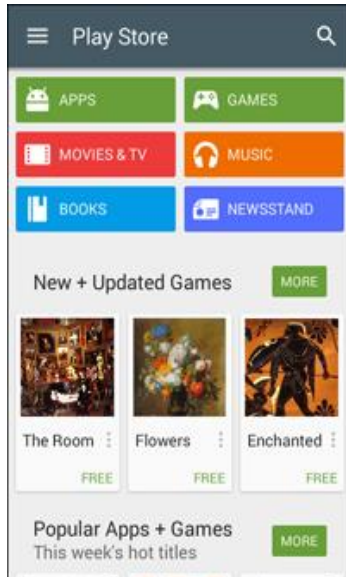 Play Store
APPS
GAMES
MOVIES & TV
MUSIC
BOOKS
NEWSSTAND
New + Updated Games
MORE
The Room
Flowers
Enchanted
FREE
FREE
FREE
Popular Apps + Games
This week's hot titles
MORE